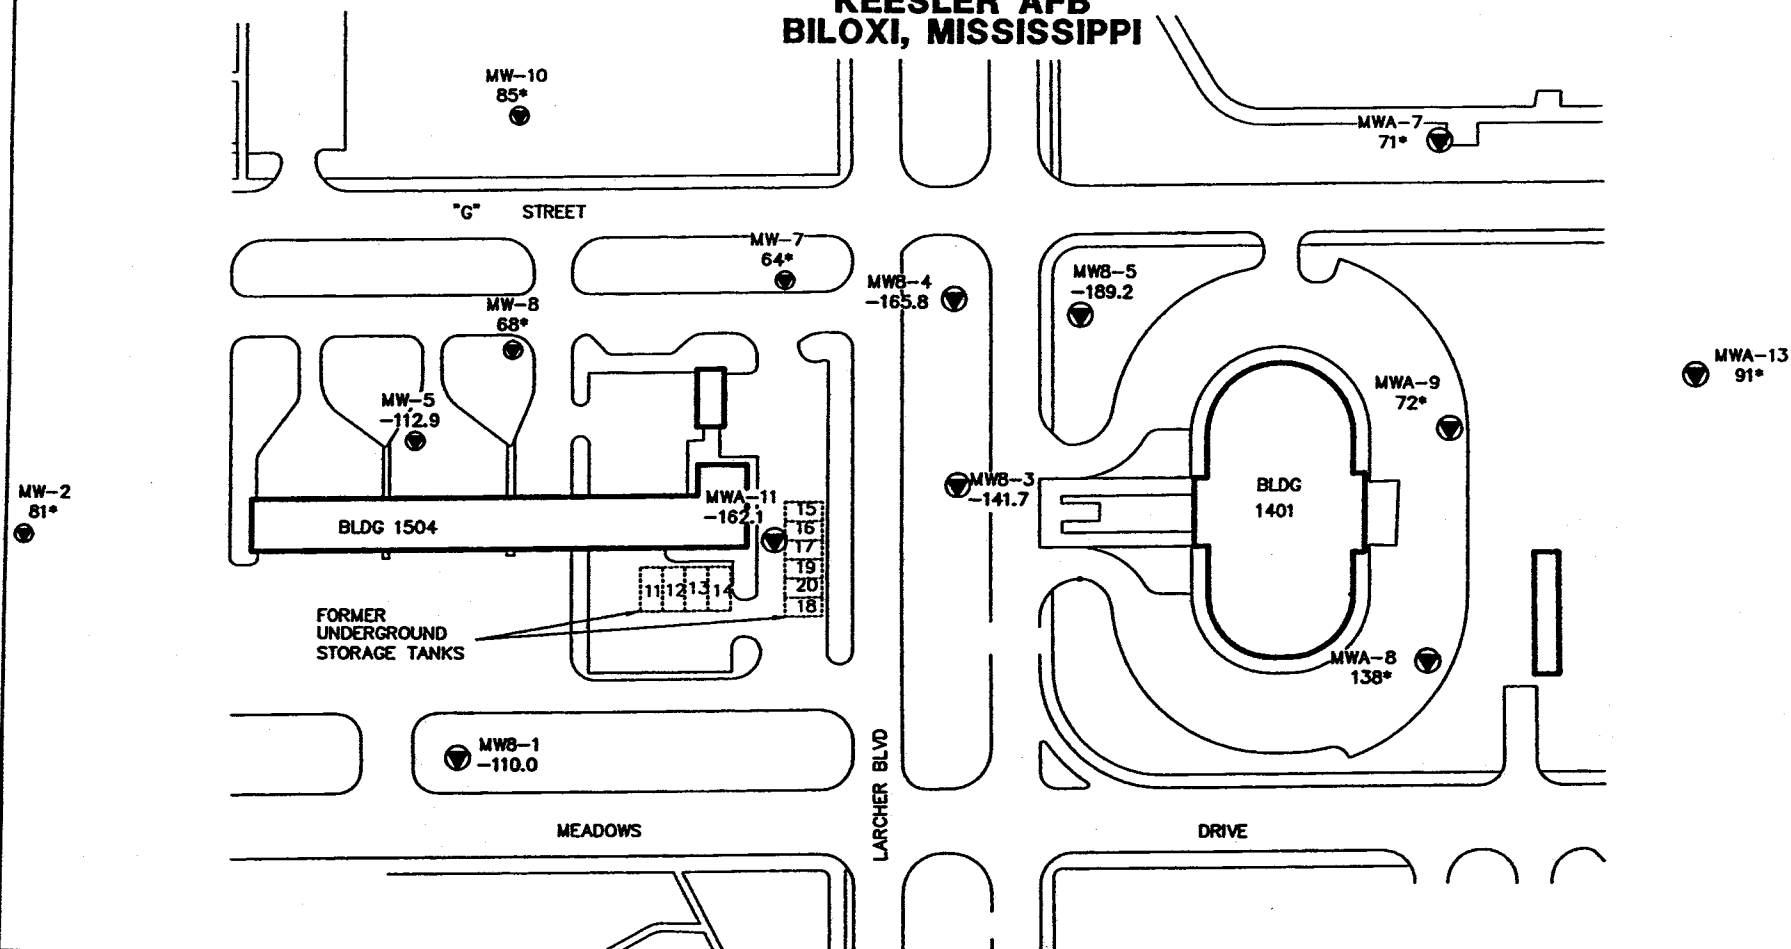 KEESLER AFB
BILOXI, MISSISSIPPI
MW-10
85*
MWA-7
71*
"G" STREET
MW-7
64*
MW8-4
-165.8
MW8-5
-189.2
MW-8
68*
MWA-13
91*
MWA-9
72*
MW-5
-112.9
MW-2
81*
MW8-3
-141.7
BLDG
1401
MWA-11
-162.1
BLDG 1504
15
16
17
19
20
18
11 12 13 14
FORMER
UNDERGROUND
STORAGE TANKS
MWA-8
138*
MW8-1
-110.0
LARCHER BLVD
MEADOWS DRIVE